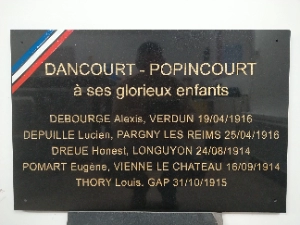 DANCOURT - POPINCOURT
à ses glorieux enfants
DEBOURGE Alexis, VERDUN 19/04/1916
DEPUILLE Lucien, PARGNY LES REIMS 25/04/1916
DREUE Honest, LONGUYON 24/08/1914
POMART Eugène, VIENNE LE CHATEAU 16/09/1914
THORY Louis. GAP 31/10/1915